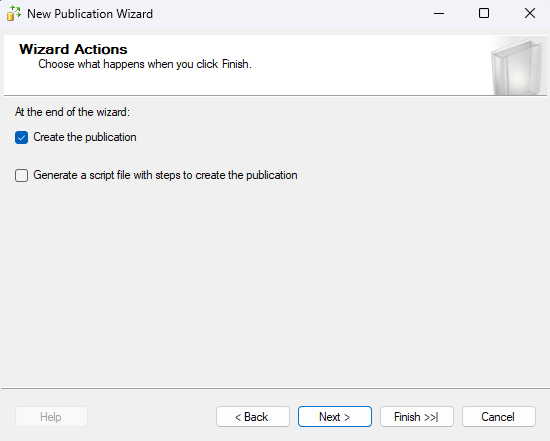 New Publication Wizard
Wizard Actions
Choose what happens when you click Finish.
At the end of the wizard:
Create the publication
Generate a script file with steps to create the publication
Help
< Back
Next >
Finish >>|
Cancel